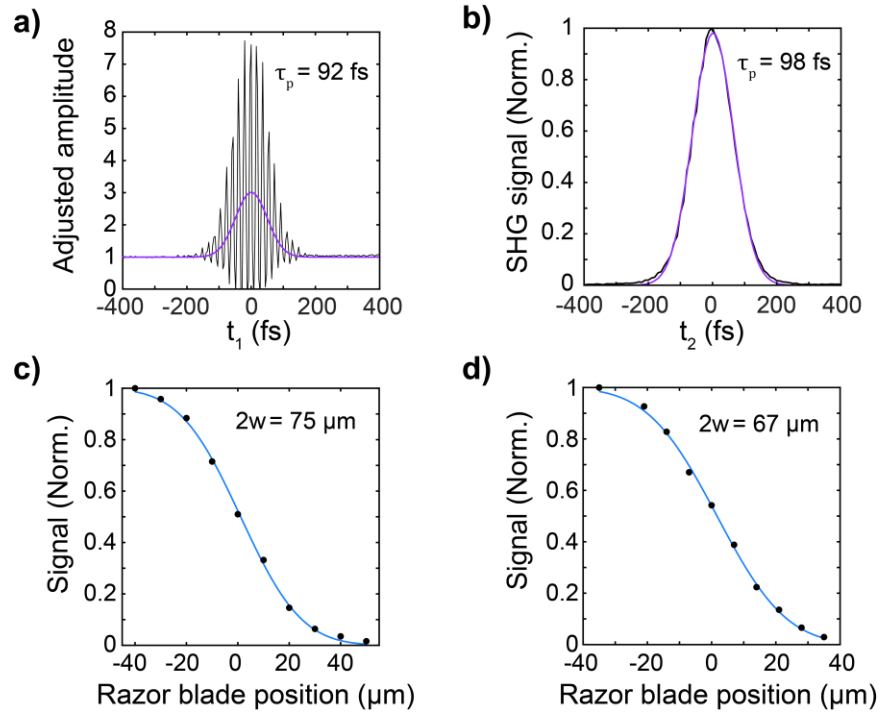 a)
Adjusted amplitude
8
7
6
5
4
3
2
1
0
τp = 92 fs
-400 -200 0 200 400
t1 (fs)
b)
SHG signal (Norm.)
1
0.8
0.6
0.4
0.2
0
τp = 98 fs
-400 -200 0 200 400
t2 (fs)
c)
Signal (Norm.)
1
0.8
0.6
0.4
0.2
0
2w = 75 µm
-40 -20 0 20 40
Razor blade position (µm)
d)
Signal (Norm.)
1
0.8
0.6
0.4
0.2
0
2w = 67 µm
-40 -20 0 20 40
Razor blade position (µm)